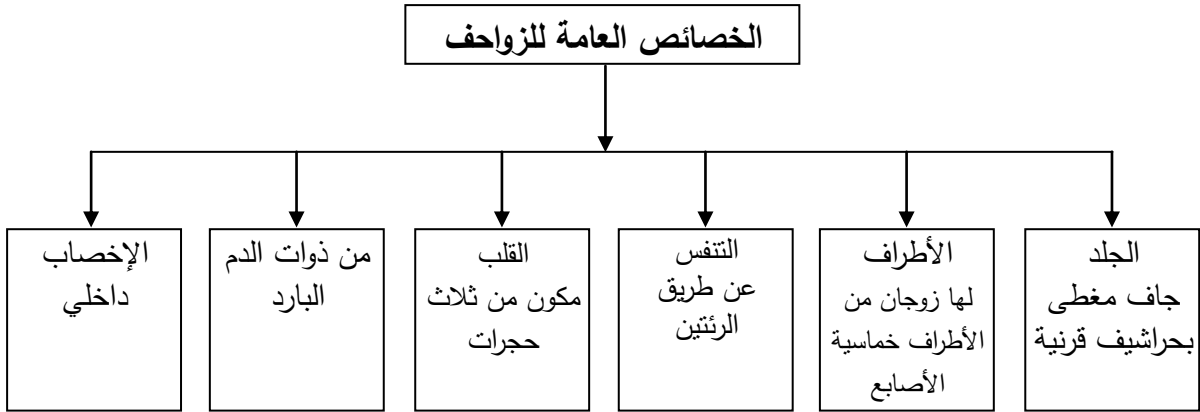 الخصائص العامة للزواحف
الجلد
جاف مغطى
بحراشيف قرنية
الأطراف
لها زوجان من
الأطراف خماسية
الأصابع
التنفس
عن طريق
الرئتين
القلب
مكون من ثلاث
حجرات
من ذوات الدم
البارد
الإخصاب
داخلي